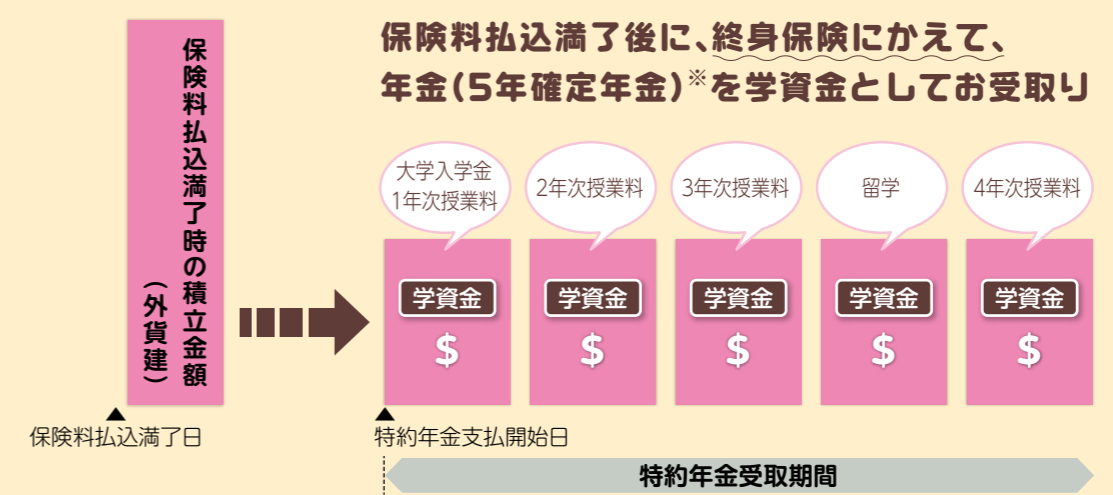 保険料払込満了後に、終身保険にかえて、
年金(5年確定年金)※を学資金としてお受取り
保険料払込満了時の積立金額
(外貨建)
大学入学金
1年次授業料
2年次授業料
3年次授業料
留学
4年次授業料
学資金
$
学資金
$
学資金
$
学資金
$
学資金
$
保険料払込満了日
特約年金支払開始日
特約年金受取期間